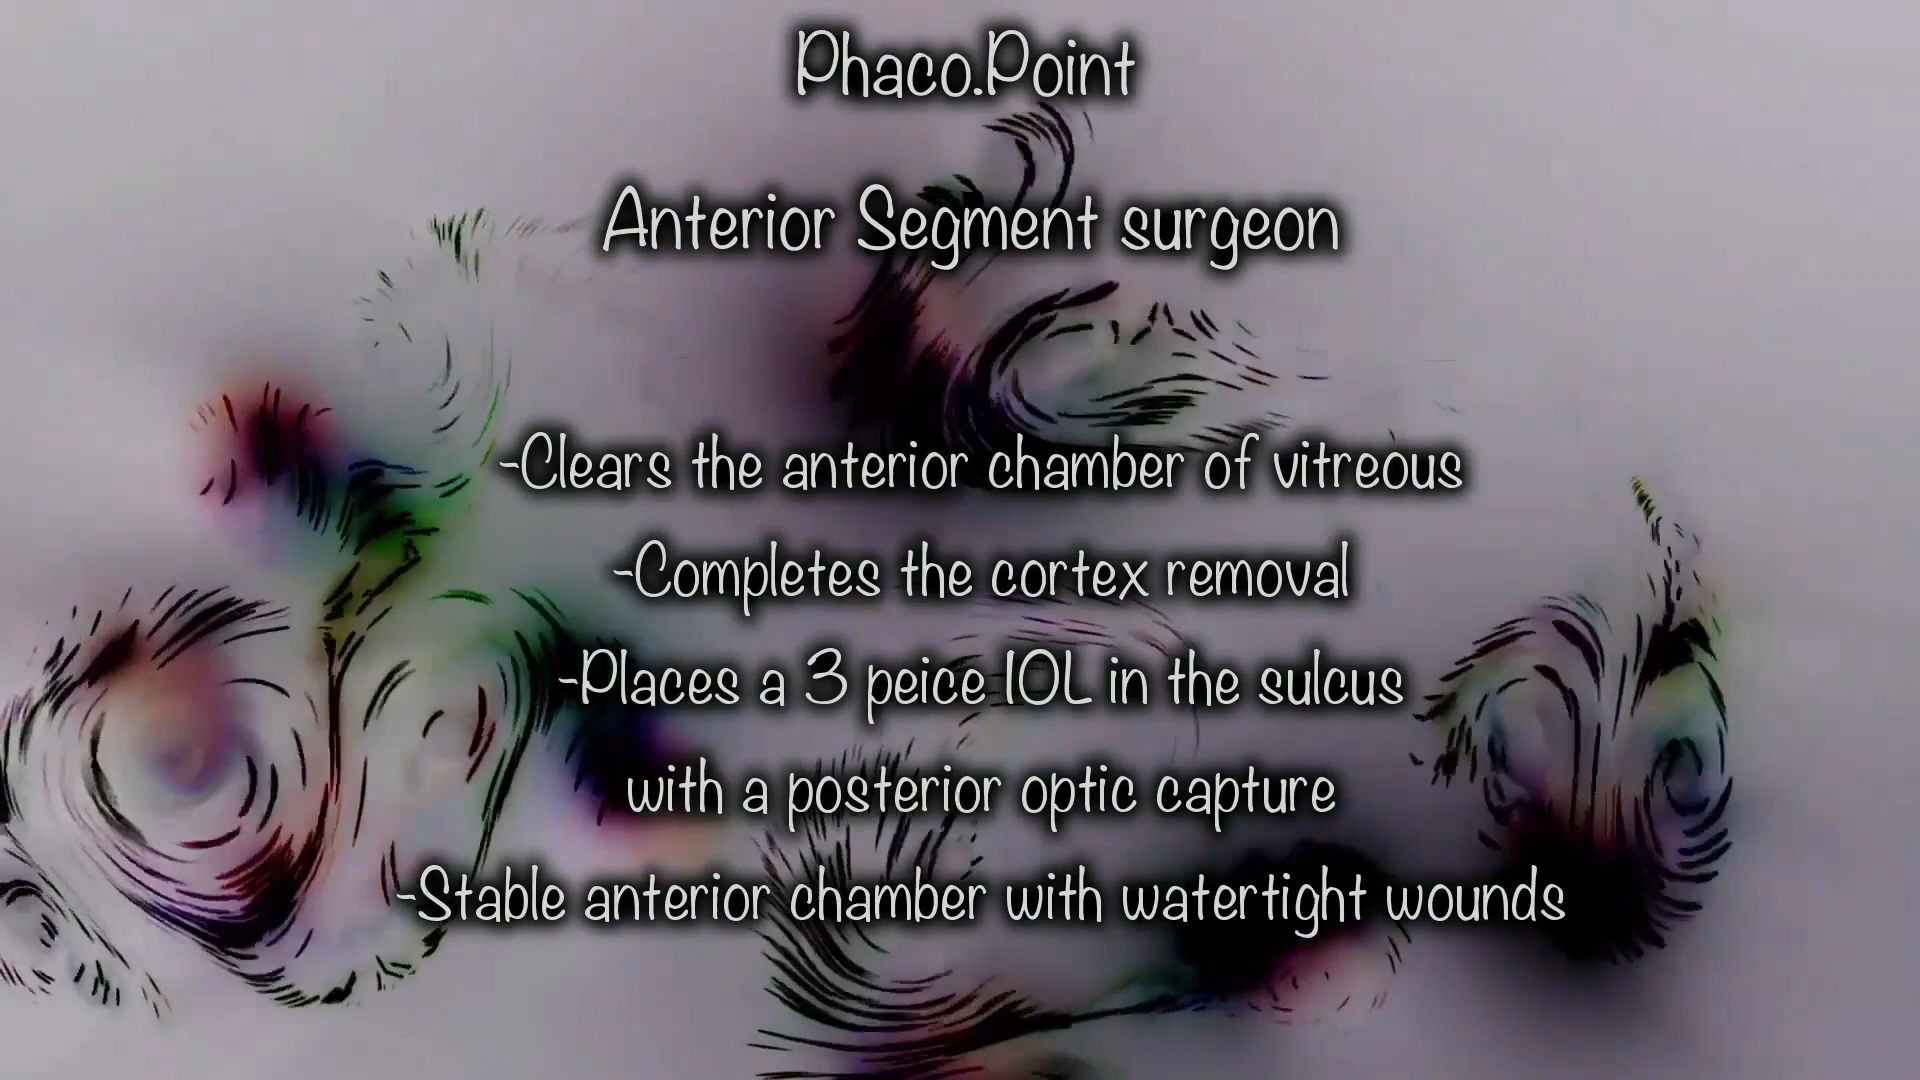 Phaco.Point
Anterior Segment surgeon
-Clears the anterior chamber of vitreous
-Completes the cortex removal
-Places a 3 peice IOL in the sulcus
with a posterior optic capture
-Stable anterior chamber with watertight wounds